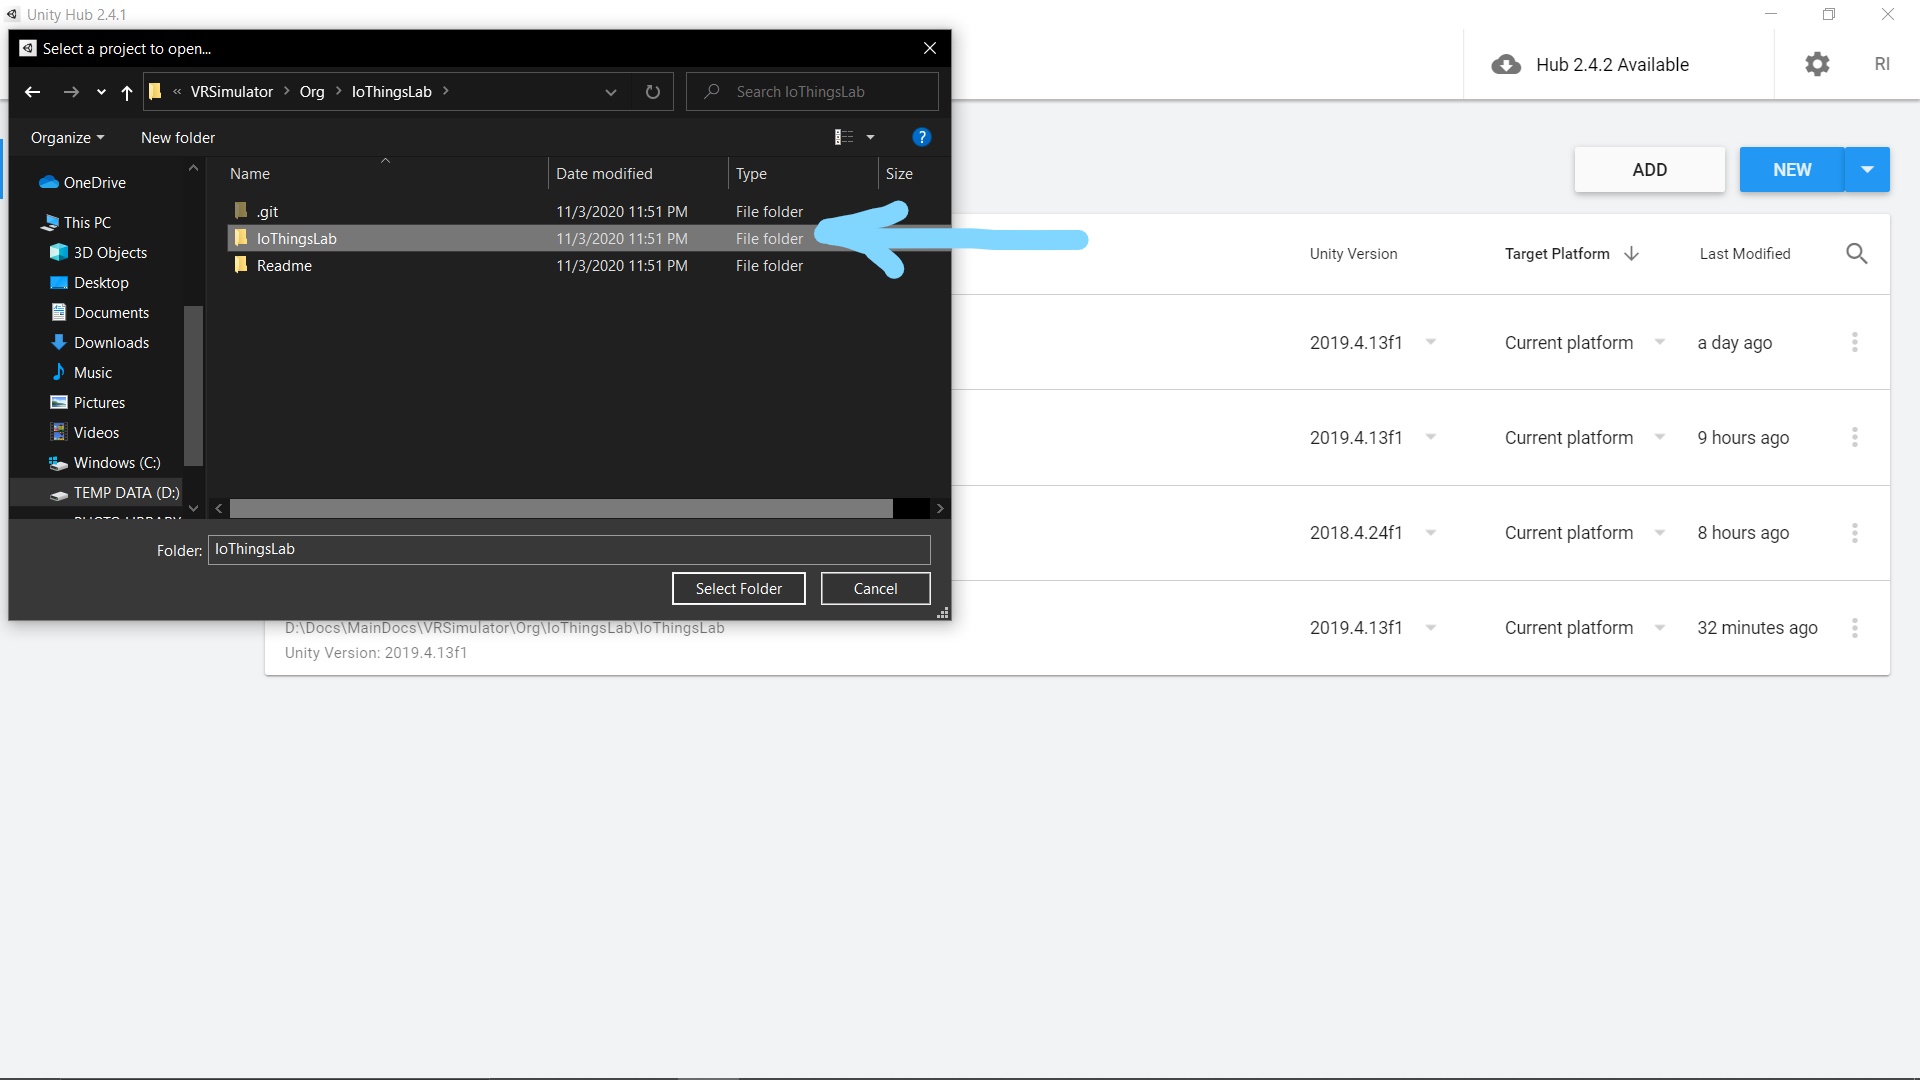 Unity Hub 2.4.1
Select a project to open...
« VRSimulator > Org > IoThingsLab >
Search IoThingsLab
Hub 2.4.2 Available
RI
Organize
New folder
?
ADD
NEW
OneDrive
This PC
3D Objects
Desktop
Documents
Downloads
Music
Pictures
Videos
Windows (C:)
TEMP DATA (D:)
Name Date modified Type Size
.git 11/3/2020 11:51 PM File folder
IoThingsLab 11/3/2020 11:51 PM File folder
Readme 11/3/2020 11:51 PM File folder
Folder: IoThingsLab
Select Folder Cancel
Unity Version Target Platform Last Modified
2019.4.13f1 Current platform a day ago
2019.4.13f1 Current platform 9 hours ago
2018.4.24f1 Current platform 8 hours ago
D:\Docs\MainDocs\VRSimulator\Org\IoThingsLab\IoThingsLab
Unity Version: 2019.4.13f1
2019.4.13f1 Current platform 32 minutes ago